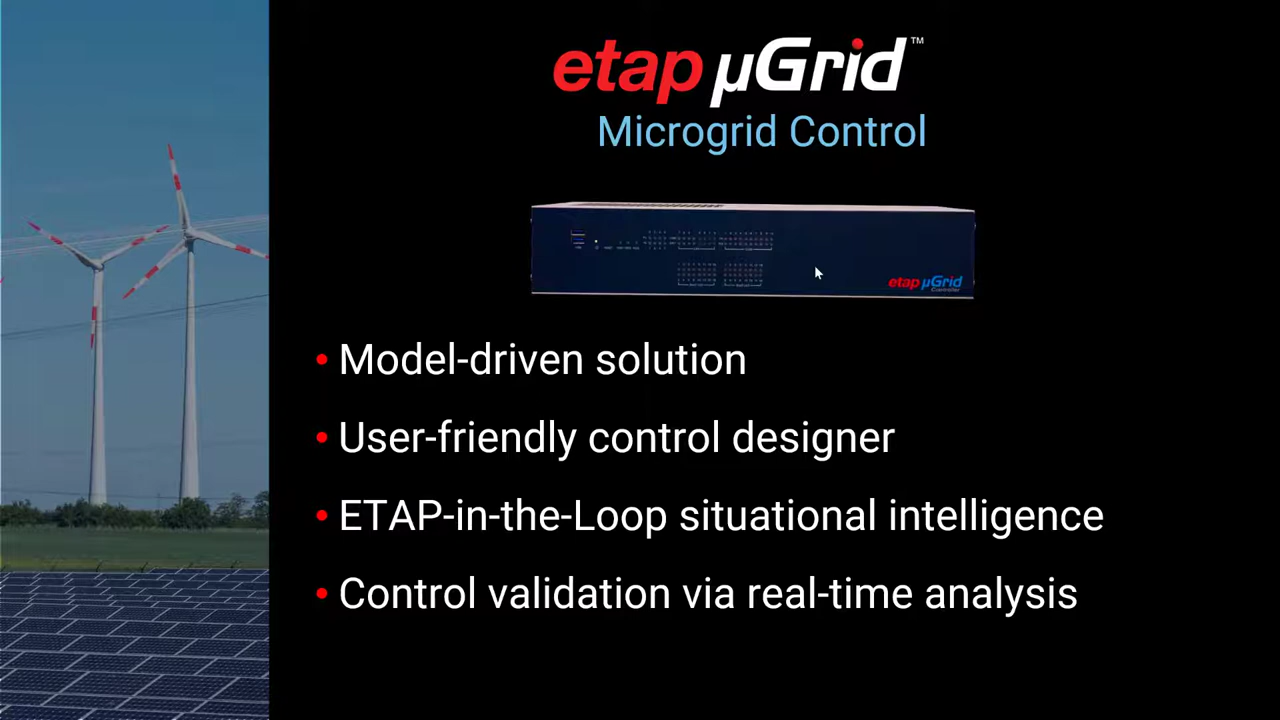 etap µGrid™
Microgrid Control
etap µGrid
Controller
• Model-driven solution
• User-friendly control designer
• ETAP-in-the-Loop situational intelligence
• Control validation via real-time analysis